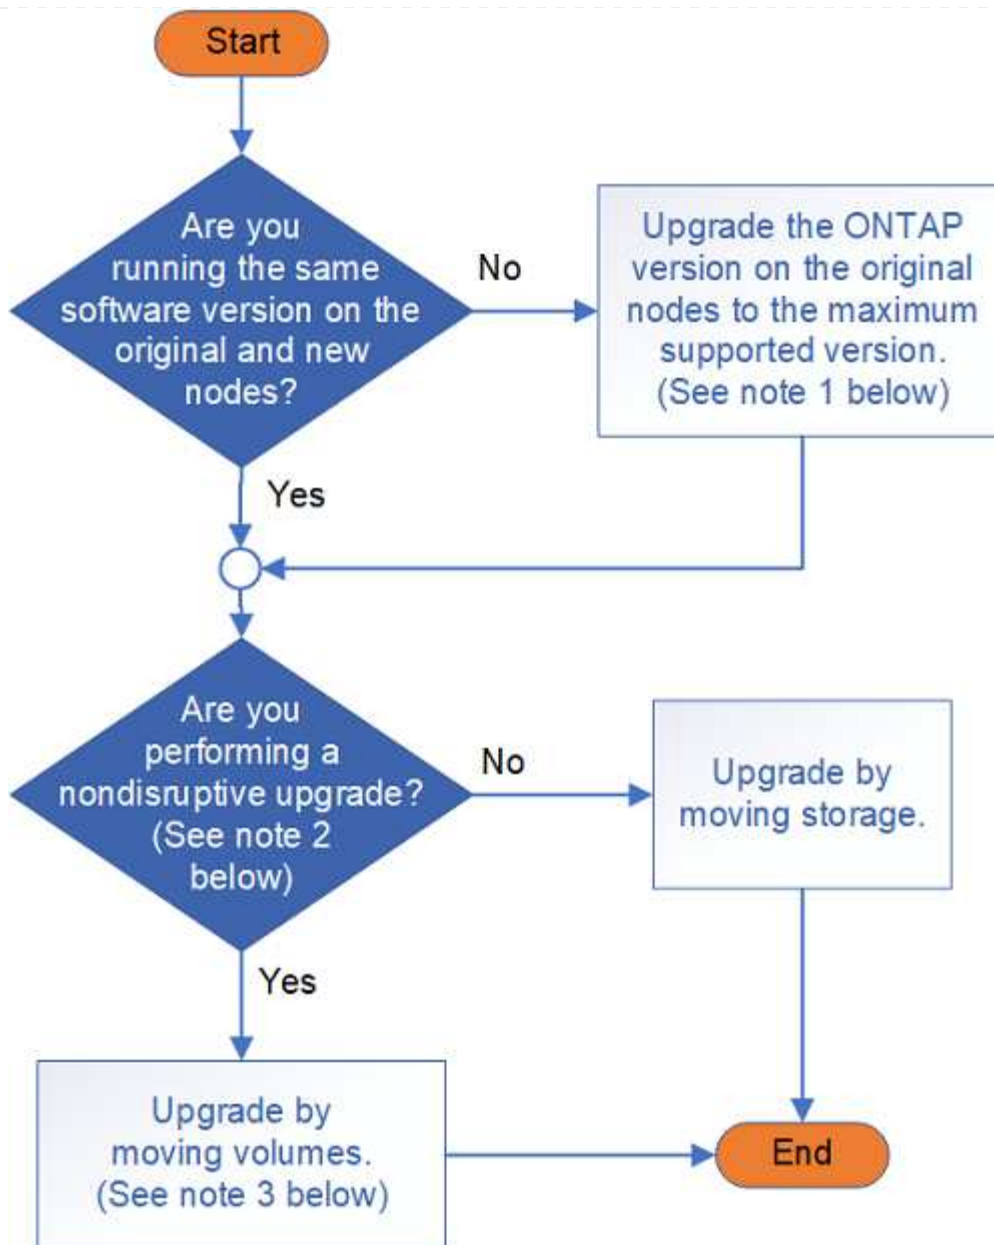 Start
Are you
running the same
software version on the
original and new
nodes?
No
Upgrade the ONTAP
version on the original
nodes to the maximum
supported version.
(See note 1 below)
Yes
Are you
performing a
nondisruptive upgrade?
(See note 2
below)
No
Upgrade by
moving storage.
Yes
Upgrade by
moving volumes.
(See note 3 below)
End